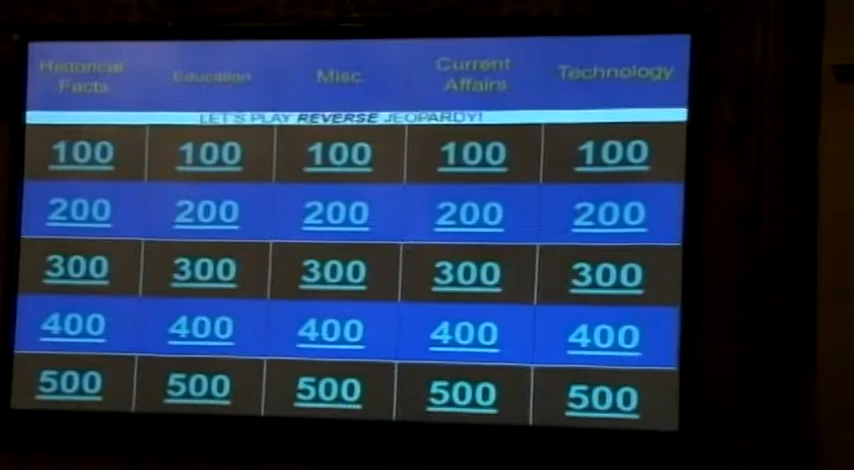 Historical Facts Education Misc. Current Affairs Technology
LET'S PLAY REVERSE JEOPARDY!
100 100 100 100 100
200 200 200 200 200
300 300 300 300 300
400 400 400 400 400
500 500 500 500 500